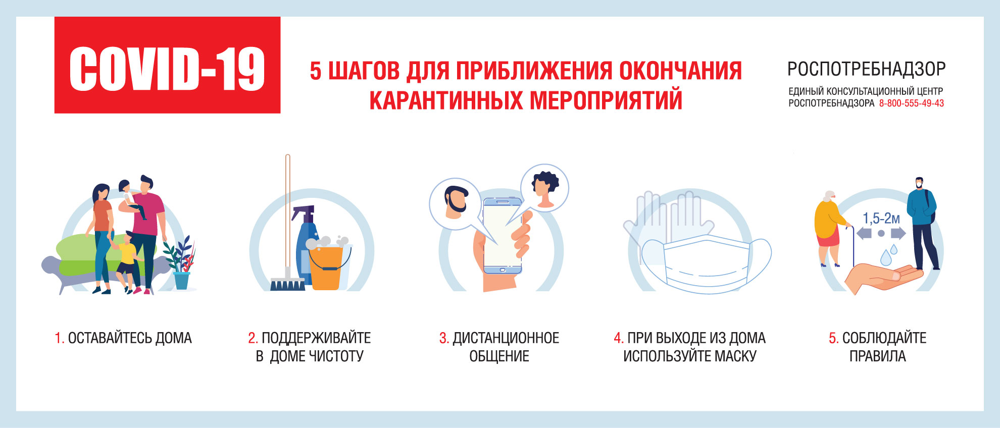 COVID-19
5 ШАГОВ ДЛЯ ПРИБЛИЖЕНИЯ ОКОНЧАНИЯ
КАРАНТИННЫХ МЕРОПРИЯТИЙ
РОСПОТРЕБНАДЗОР
ЕДИНЫЙ КОНСУЛЬТАЦИОННЫЙ ЦЕНТР
РОСПОТРЕБНАДЗОРА 8-800-555-49-43
1. ОСТАВАЙТЕСЬ ДОМА
2. ПОДДЕРЖИВАЙТЕ
В ДОМЕ ЧИСТОТУ
3. ДИСТАНЦИОННОЕ
ОБЩЕНИЕ
4. ПРИ ВЫХОДЕ ИЗ ДОМА
ИСПОЛЬЗУЙТЕ МАСКУ
1,5-2м
5. СОБЛЮДАЙТЕ
ПРАВИЛА